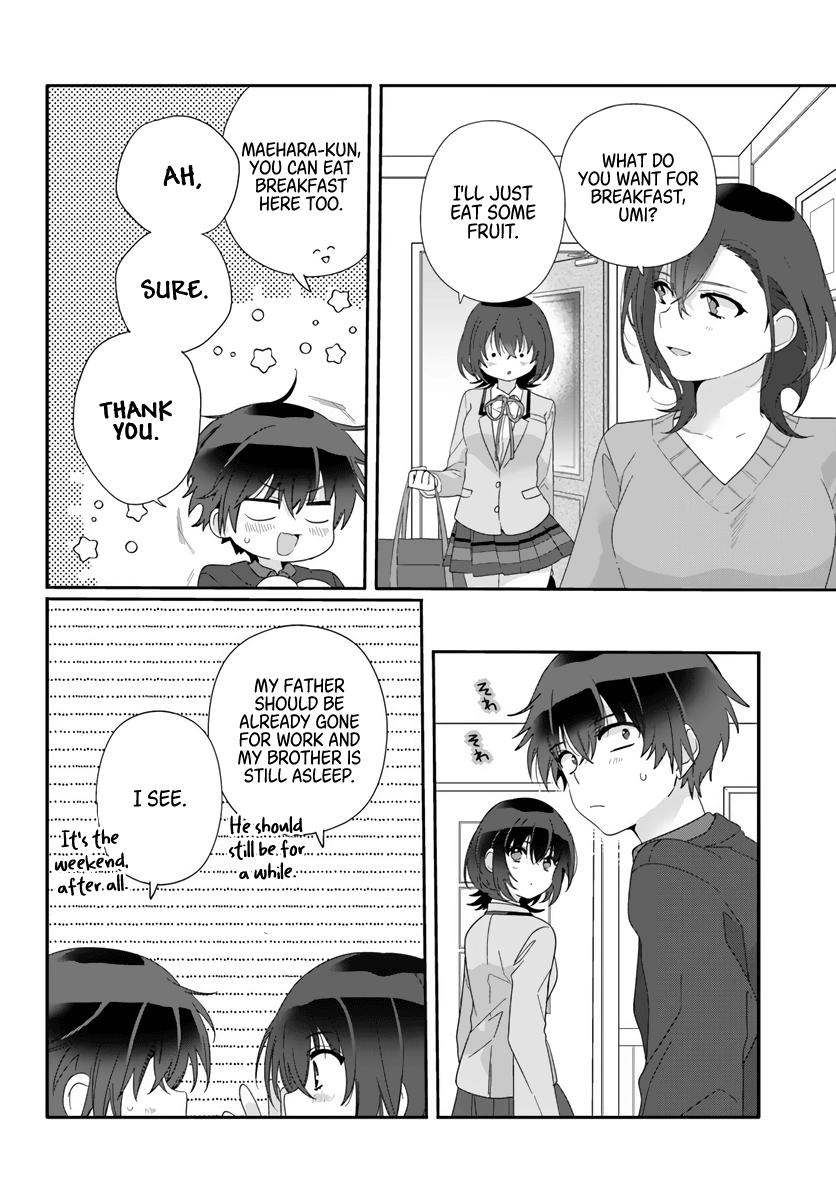 WHAT DO
YOU WANT FOR
BREAKFAST,
UMI?
I'LL JUST
EAT SOME
FRUIT.
MAEHARA-KUN,
YOU CAN EAT
BREAKFAST
HERE TOO.
AH,
SURE.
THANK
YOU.
そわ
そわ
MY FATHER
SHOULD BE
ALREADY GONE
FOR WORK AND
MY BROTHER IS
STILL ASLEEP.
He should
still be for
a while.
I SEE.
It's the
weekend,
after all.